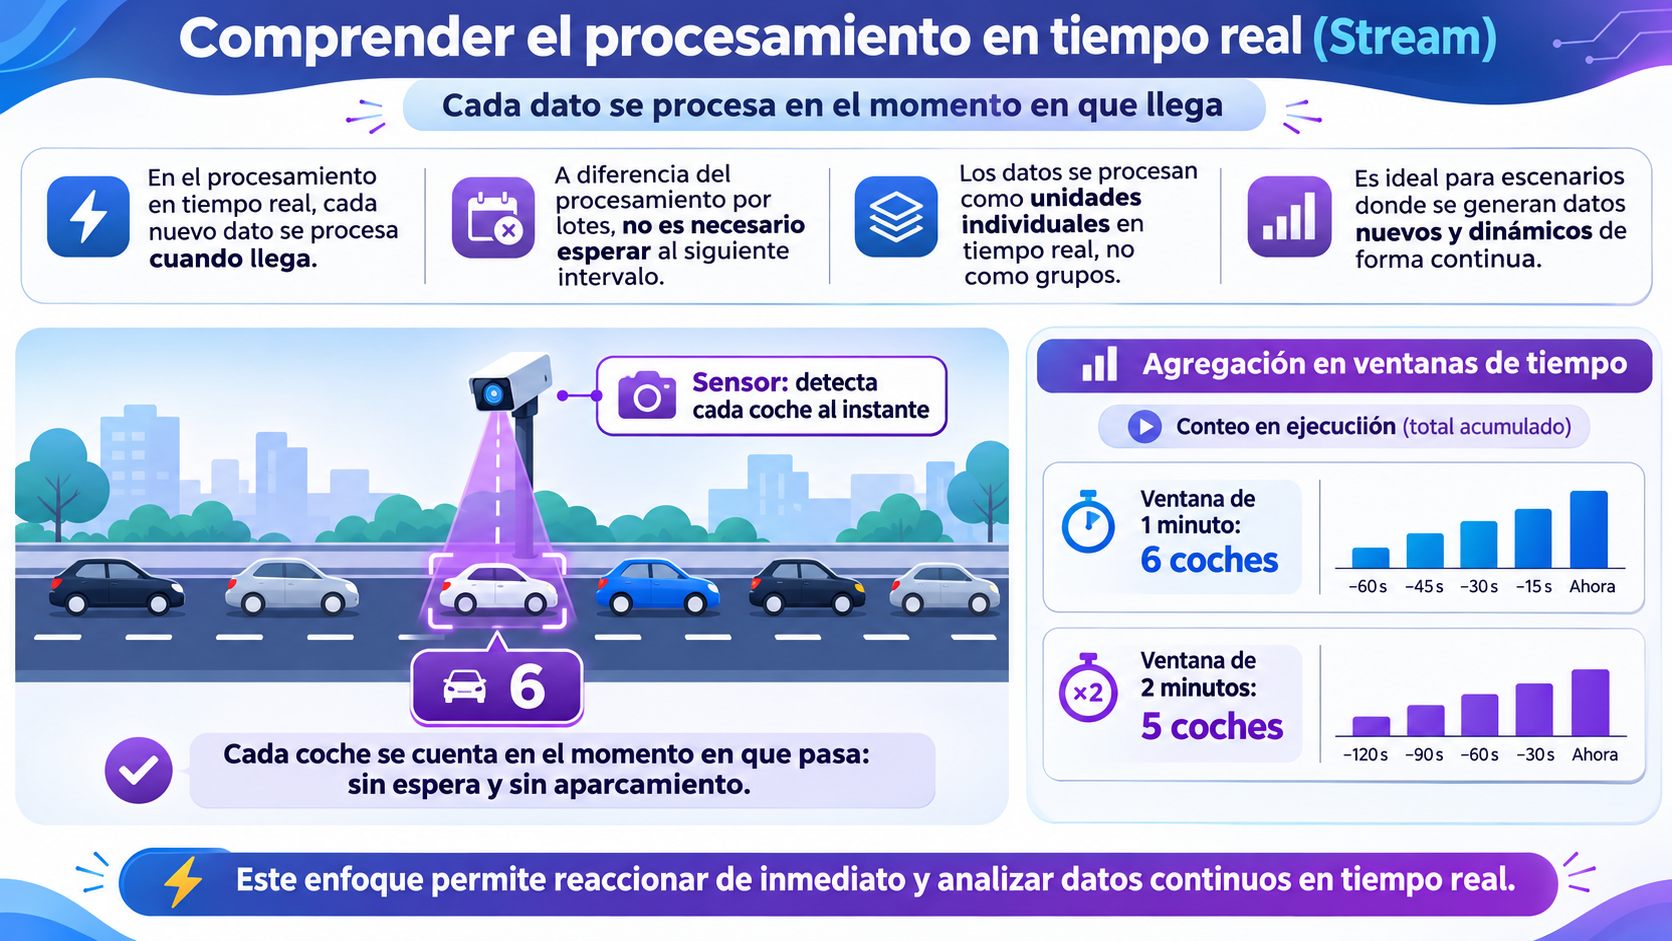 Comprender el procesamiento en tiempo real (Stream)
Cada dato se procesa en el momento en que llega
En el procesamiento
en tiempo real, cada
nuevo dato se procesa
cuando llega.
A diferencia del
procesamiento por
lotes, no es necesario
esperar al siguiente
intervalo.
Los datos se procesan
como unidades
individuales en
tiempo real, no
como grupos.
Es ideal para escenarios
donde se generan datos
nuevos y dinámicos de
forma continua.
Sensor: detecta
cada coche al instante
6
Cada coche se cuenta en el momento en que pasa:
sin espera y sin aparcamiento.
Agregación en ventanas de tiempo
Conteo en ejecuciión (total acumulado)
Ventana de
1 minuto:
6 coches
-60 s -45 s -30 s -15 s Ahora
x2
Ventana de
2 minutos:
5 coches
-120 s -90 s -60 s -30 s Ahora
Este enfoque permite reaccionar de inmediato y analizar datos continuos en tiempo real.